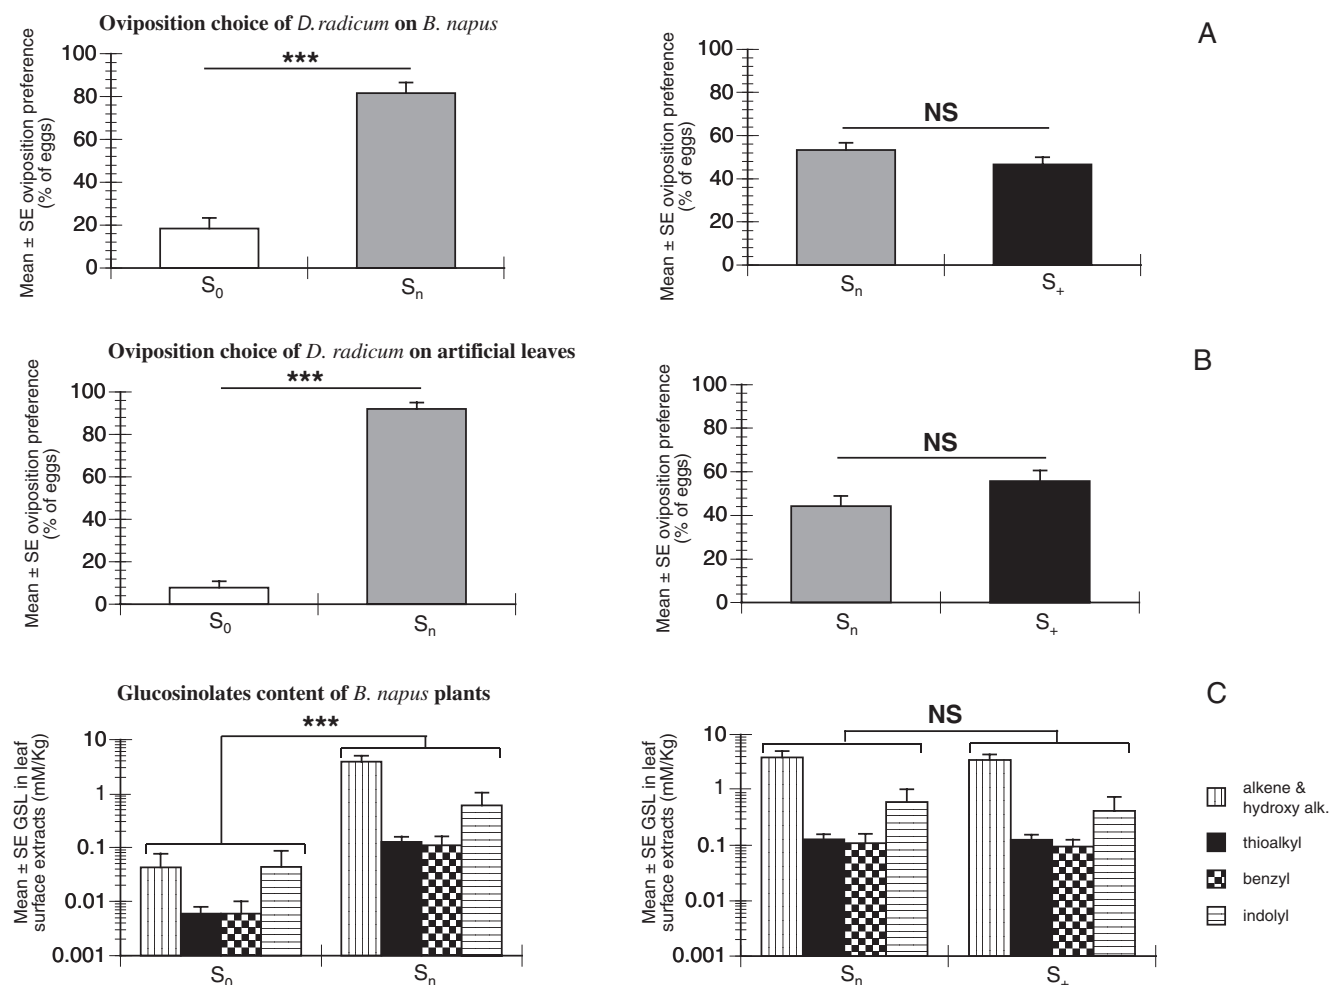 Oviposition choice of D. radicum on B. napus
A
Mean ± SE oviposition preference
(% of eggs)
100
80
60
40
20
0
***
S0
Sn
Mean ± SE oviposition preference
(% of eggs)
100
80
60
40
20
0
NS
Sn
S+
Oviposition choice of D. radicum on artificial leaves
B
Mean ± SE oviposition preference
(% of eggs)
100
80
60
40
20
0
***
S0
Sn
Mean ± SE oviposition preference
(% of eggs)
100
80
60
40
20
0
NS
Sn
S+
Glucosinolates content of B. napus plants
C
Mean ± SE GSL in leaf
surface extracts (mM/Kg)
10
1
0.1
0.01
0.001
***
S0
Sn
Mean ± SE GSL in leaf
surface extracts (mM/Kg)
10
1
0.1
0.01
0.001
NS
Sn
S+
alkene &
hydroxy alk.
thioalkyl
benzyl
indolyl